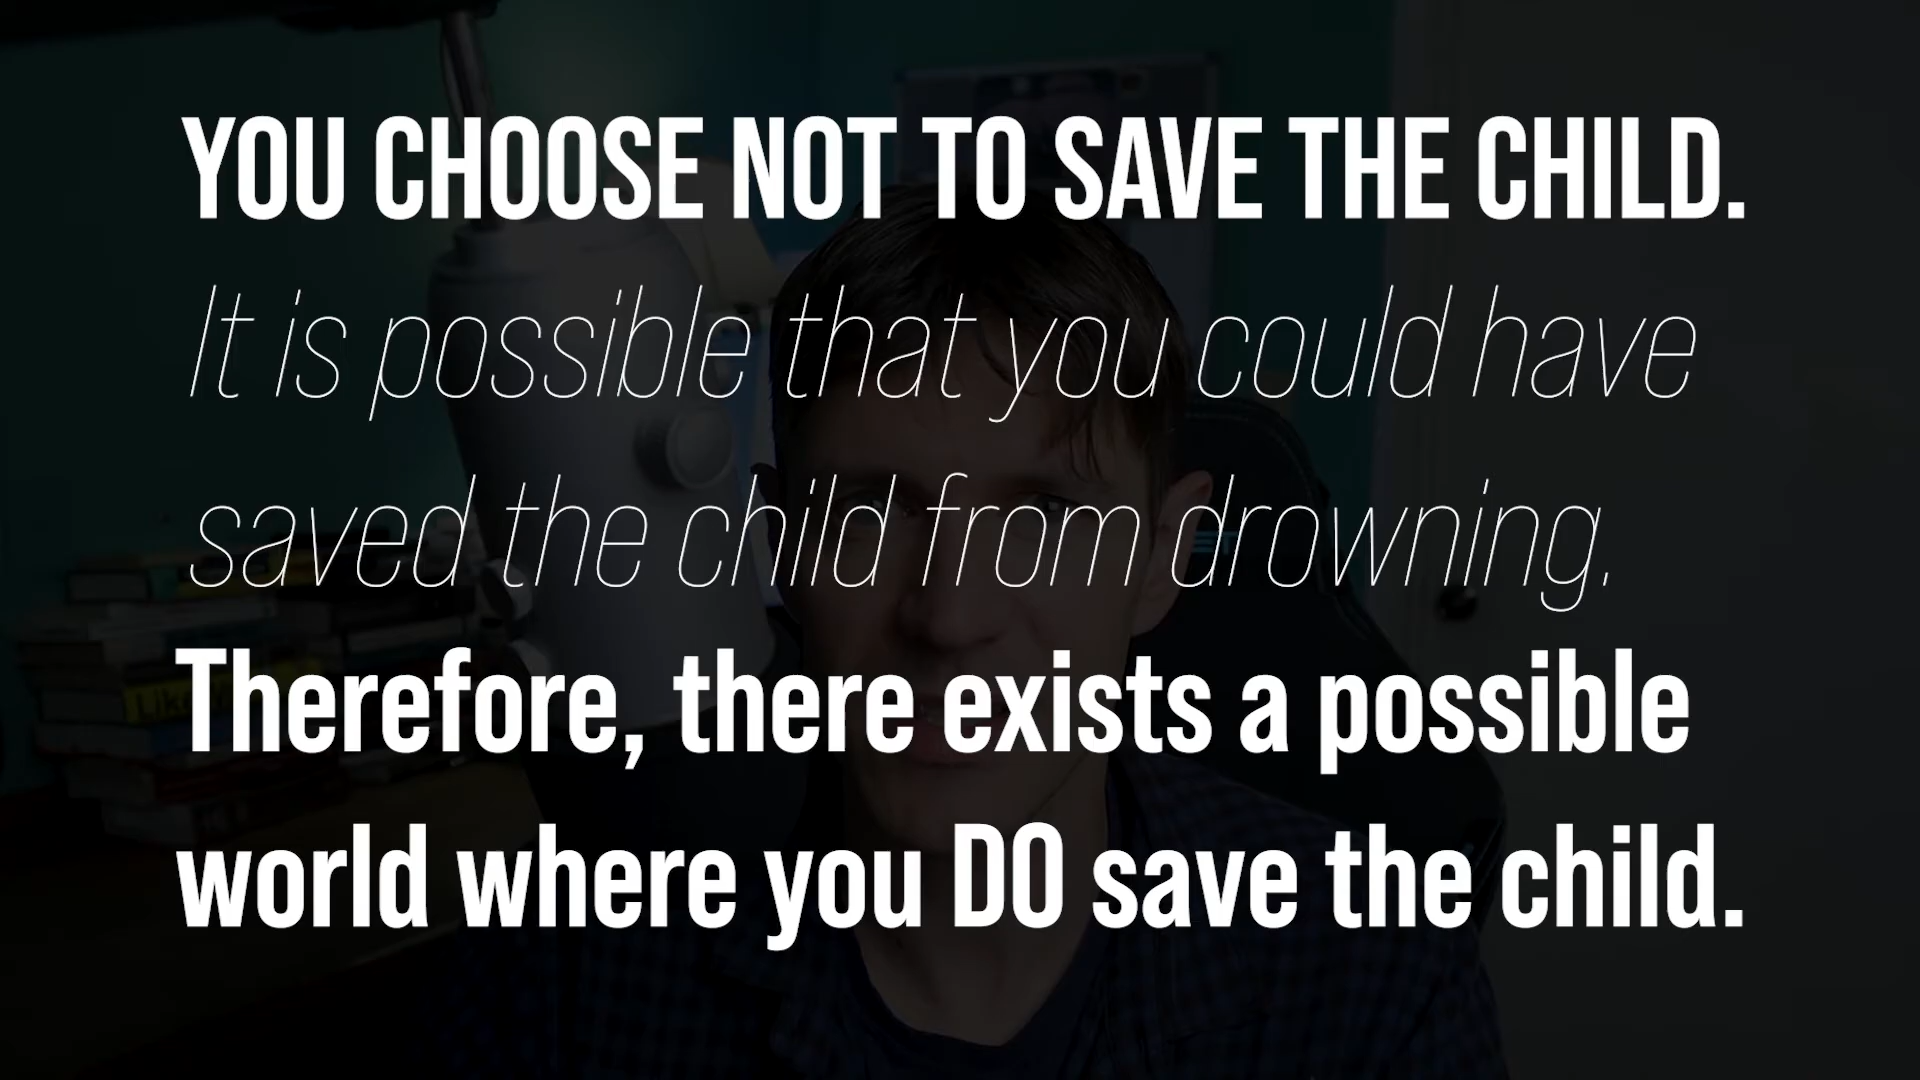 YOU CHOOSE NOT TO SAVE THE CHILD.
It is possible that you could have
saved the child from drowning.
Therefore, there exists a possible
world where you DO save the child.